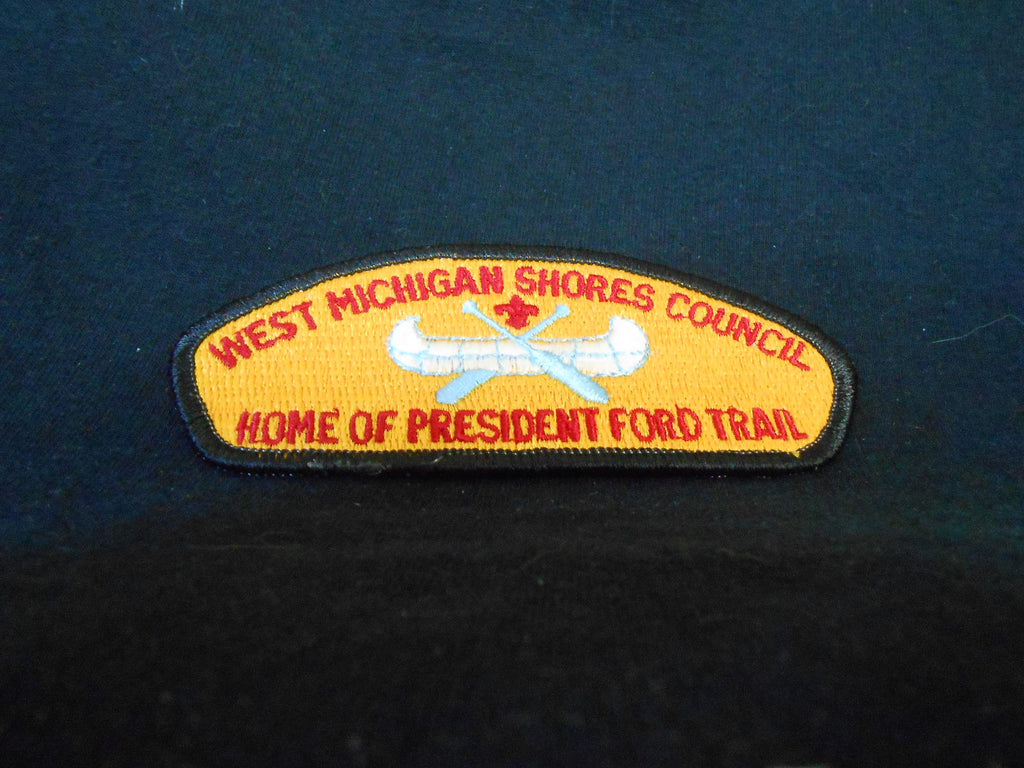 WEST MICHIGAN SHORES COUNCIL
HOME OF PRESIDENT FORD TRAIL